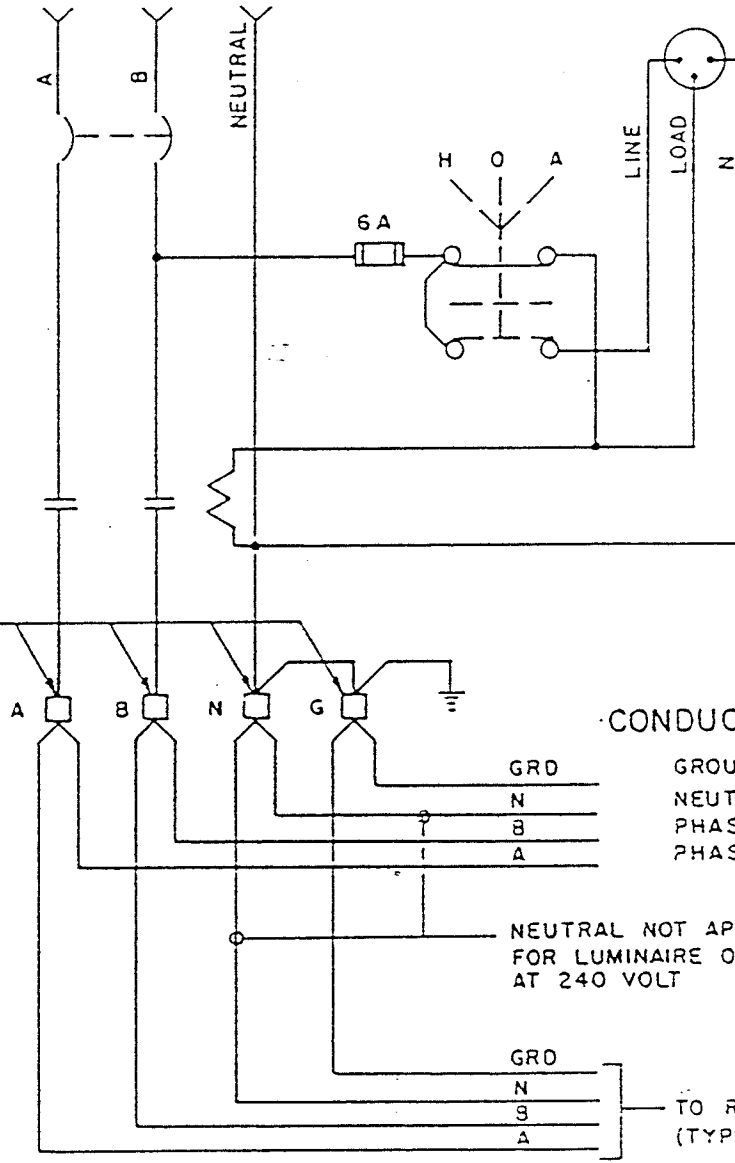 A
B
NEUTRAL
H O A
LINE
LOAD
N
6 A
A
B
N
G
CONDUC
GRD GROU
N NEUT
B PHAS
A PHAS
NEUTRAL NOT AP
FOR LUMINAIRE O
AT 240 VOLT
GRD
N
B
A
TO R
(TYP